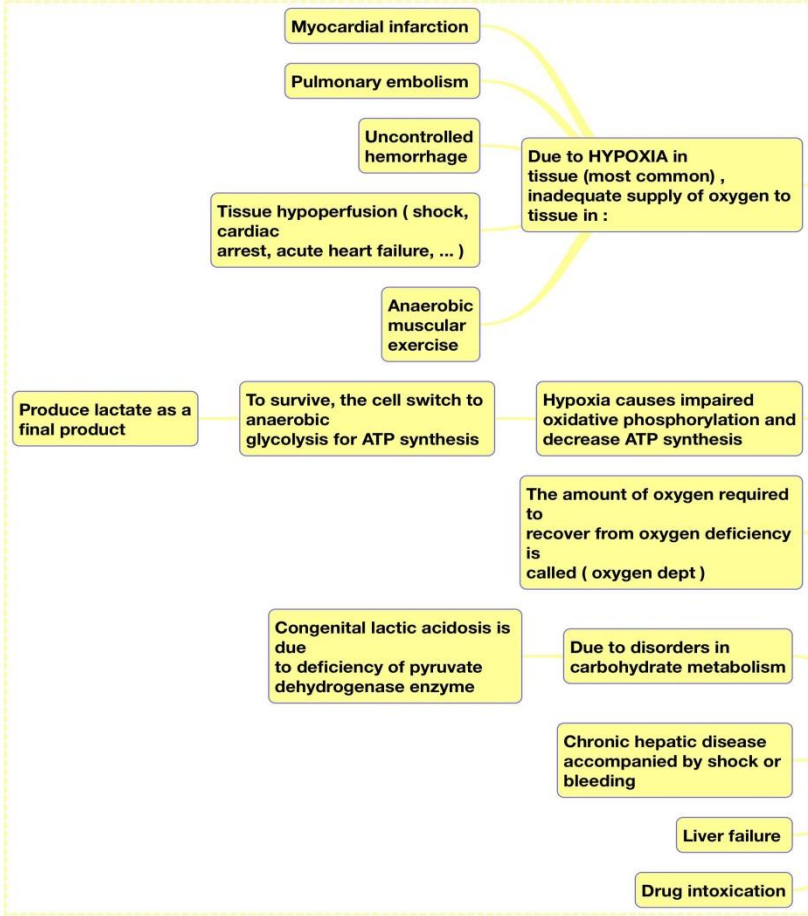 Myocardial infarction
Pulmonary embolism
Uncontrolled
hemorrhage
Tissue hypoperfusion ( shock,
cardiac
arrest, acute heart failure, ... )
Anaerobic
muscular
exercise
Due to HYPOXIA in
tissue (most common) ,
inadequate supply of oxygen to
tissue in :
Produce lactate as a
final product
To survive, the cell switch to
anaerobic
glycolysis for ATP synthesis
Hypoxia causes impaired
oxidative phosphorylation and
decrease ATP synthesis
The amount of oxygen required
to
recover from oxygen deficiency
is
called ( oxygen dept )
Congenital lactic acidosis is
due
to deficiency of pyruvate
dehydrogenase enzyme
Due to disorders in
carbohydrate metabolism
Chronic hepatic disease
accompanied by shock or
bleeding
Liver failure
Drug intoxication